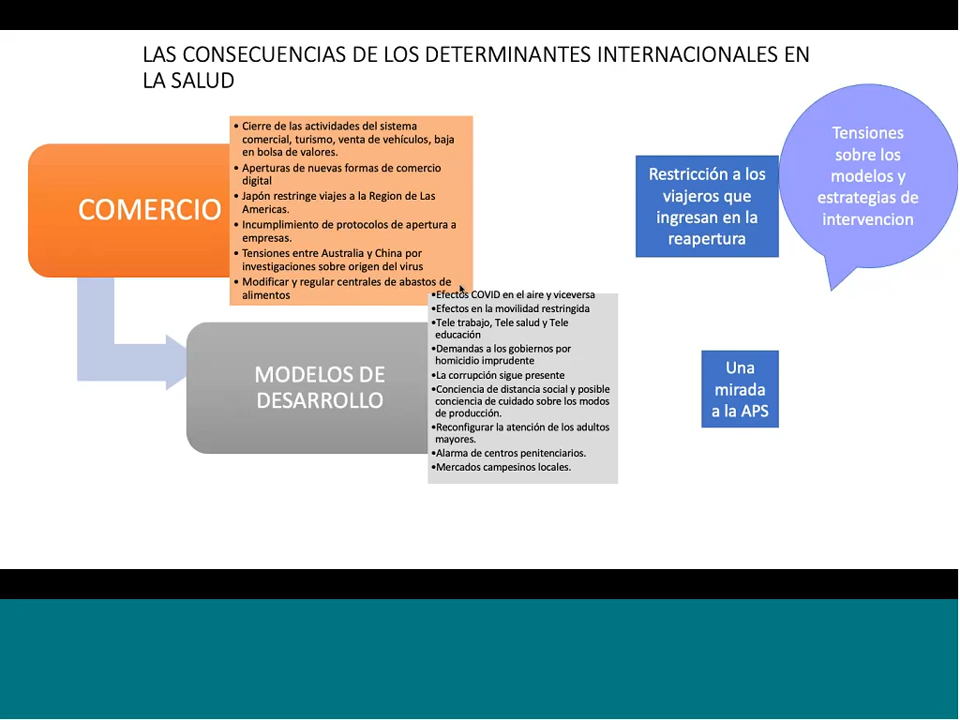 LAS CONSECUENCIAS DE LOS DETERMINANTES INTERNACIONALES EN
LA SALUD
COMERCIO
• Cierre de las actividades del sistema
comercial, turismo, venta de vehículos, baja
en bolsa de valores.
• Aperturas de nuevas formas de comercio
digital
• Japón restringe viajes a la Region de Las
Americas.
• Incumplimiento de protocolos de apertura a
empresas.
• Tensiones entre Australia y China por
investigaciones sobre origen del virus
• Modificar y regular centrales de abastos de
alimentos
Restricción a los
viajeros que
ingresan en la
reapertura
Tensiones
sobre los
modelos y
estrategias de
intervencion
MODELOS DE
DESARROLLO
•Efectos COVID en el aire y viceversa
•Efectos en la movilidad restringida
•Tele trabajo, Tele salud y Tele
educación
•Demandas a los gobiernos por
homicidio imprudente
•La corrupción sigue presente
•Conciencia de distancia social y posible
conciencia de cuidado sobre los modos
de producción.
•Reconfigurar la atención de los adultos
mayores.
•Alarma de centros penitenciarios.
•Mercados campesinos locales.
Una
mirada
a la APS